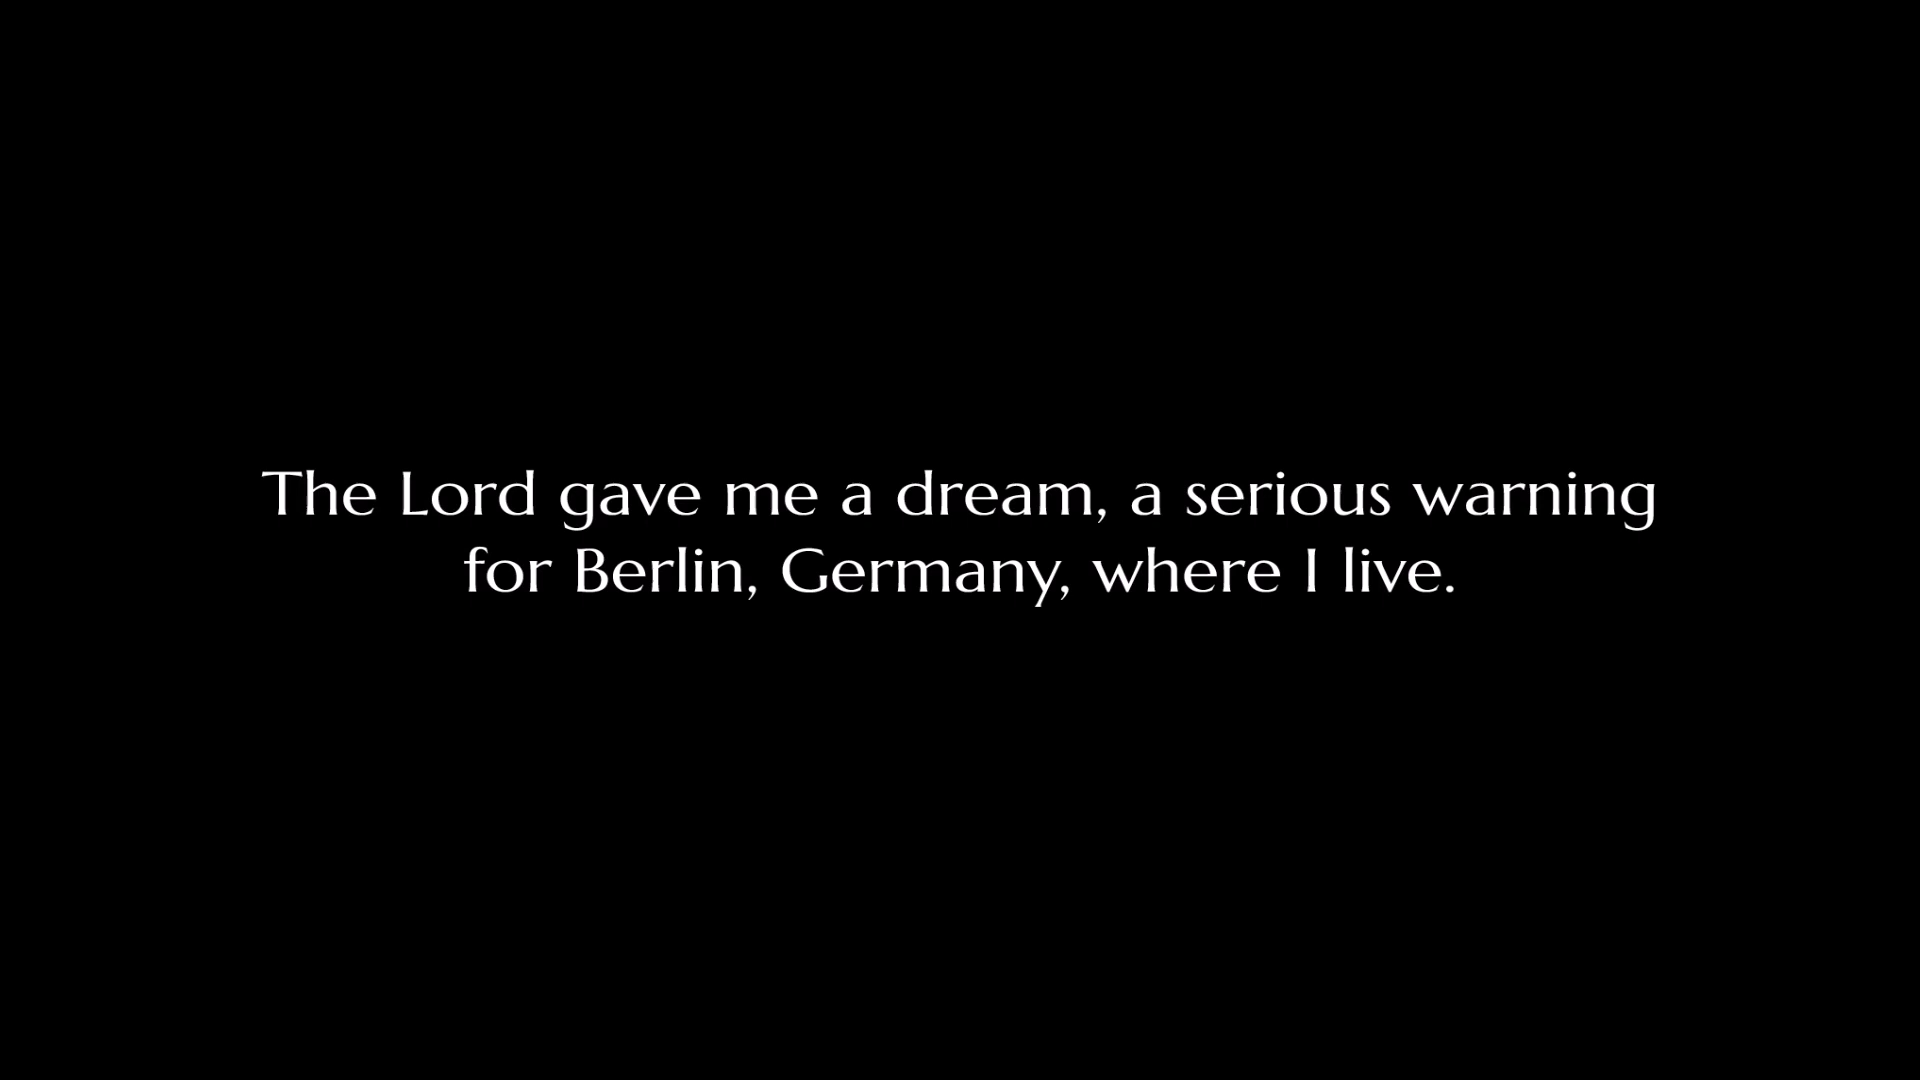 The Lord gave me a dream, a serious warning
for Berlin, Germany, where I live.